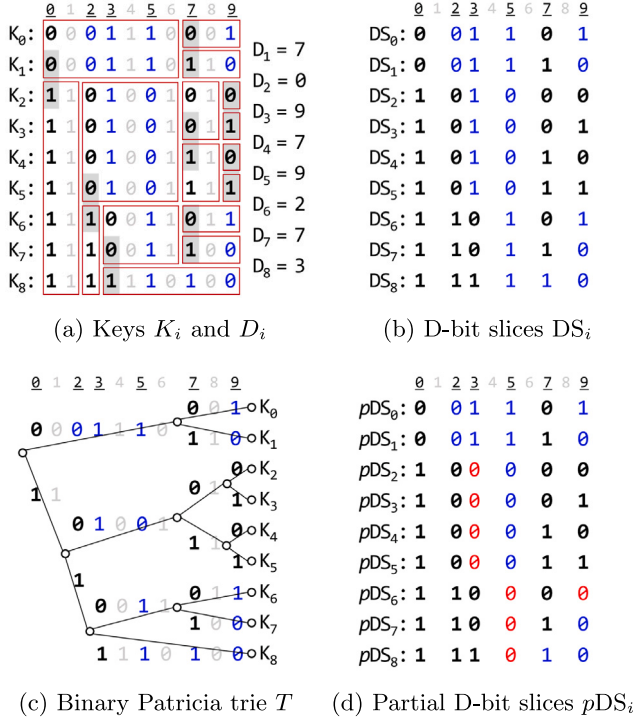 0 1 2 3 4 5 6 7 8 9
K0: 0 0 0 1 1 1 0 0 0 1
D1 = 7
K1: 0 0 0 1 1 1 0 1 1 0
D2 = 0
K2: 1 1 0 1 0 0 1 0 1 0
D3 = 9
K3: 1 1 0 1 0 0 1 0 1 1
D4 = 7
K4: 1 1 0 1 0 0 1 1 1 0
D5 = 9
K5: 1 1 0 1 0 0 1 1 1 1
D6 = 2
K6: 1 1 1 0 0 1 1 0 1 1
D7 = 7
K7: 1 1 1 0 0 1 1 1 0 0
D8 = 3
K8: 1 1 1 1 1 1 0 1 0 0
(a) Keys Ki and Di
0 1 2 3 4 5 6 7 8 9
DS0: 0 0 1 1 0 1
DS1: 0 0 1 1 1 0
DS2: 1 0 1 0 0 0
DS3: 1 0 1 0 0 1
DS4: 1 0 1 0 1 0
DS5: 1 0 1 0 1 1
DS6: 1 1 0 1 0 1
DS7: 1 1 0 1 1 0
DS8: 1 1 1 1 1 0
(b) D-bit slices DSi
0 1 2 3 4 5 6 7 8 9
0 0 1 K0
0 0 0 1 1 1 0
1 1 0 K1
0 K2
1 1 0 1
1 K3
0 1 0 0 1
0 K4
1 1
1 K5
1
0 1 1 K6
0 0 1 1
1 0 0 K7
1 1 1 0 1 0 0 K8
(c) Binary Patricia trie T
0 1 2 3 4 5 6 7 8 9
pDS0: 0 0 1 1 0 1
pDS1: 0 0 1 1 1 0
pDS2: 1 0 0 0 0 0
pDS3: 1 0 0 0 0 1
pDS4: 1 0 0 0 1 0
pDS5: 1 0 0 0 1 1
pDS6: 1 1 0 0 0 0
pDS7: 1 1 0 0 1 0
pDS8: 1 1 1 0 1 0
(d) Partial D-bit slices pDSi